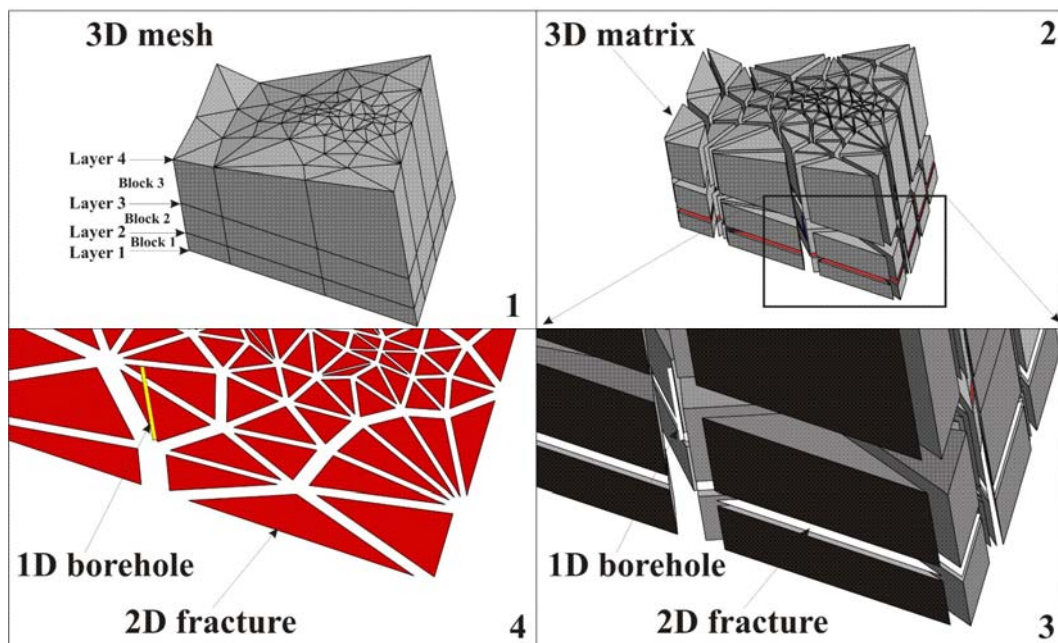 3D mesh
Layer 4
Block 3
Layer 3
Block 2
Layer 2
Block 1
Layer 1
1
3D matrix
2
1D borehole
2D fracture
4
1D borehole
2D fracture
3